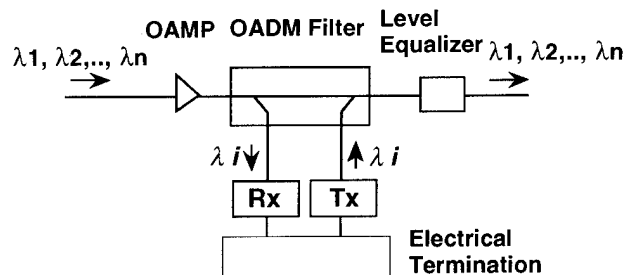 OAMP OADM Filter Level Equalizer
λ1, λ2,.., λn
λ1, λ2,.., λn
λ i
λ i
Rx
Tx
Electrical
Termination